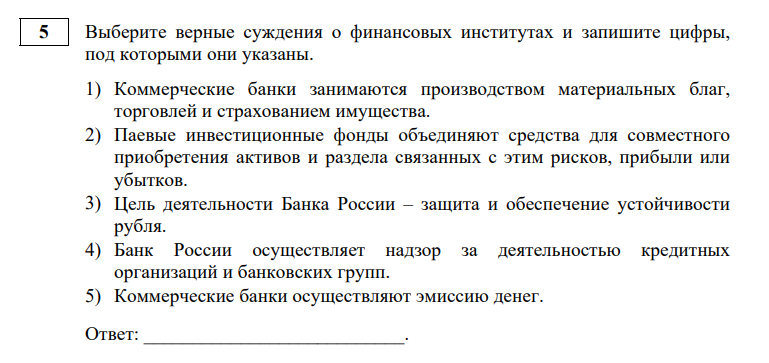 5
Выберите верные суждения о финансовых институтах и запишите цифры,
под которыми они указаны.
1) Коммерческие банки занимаются производством материальных благ,
торговлей и страхованием имущества.
2) Паевые инвестиционные фонды объединяют средства для совместного
приобретения активов и раздела связанных с этим рисков, прибыли или
убытков.
3) Цель деятельности Банка России – защита и обеспечение устойчивости
рубля.
4) Банк России осуществляет надзор за деятельностью кредитных
организаций и банковских групп.
5) Коммерческие банки осуществляют эмиссию денег.
Ответ: ___________________________.